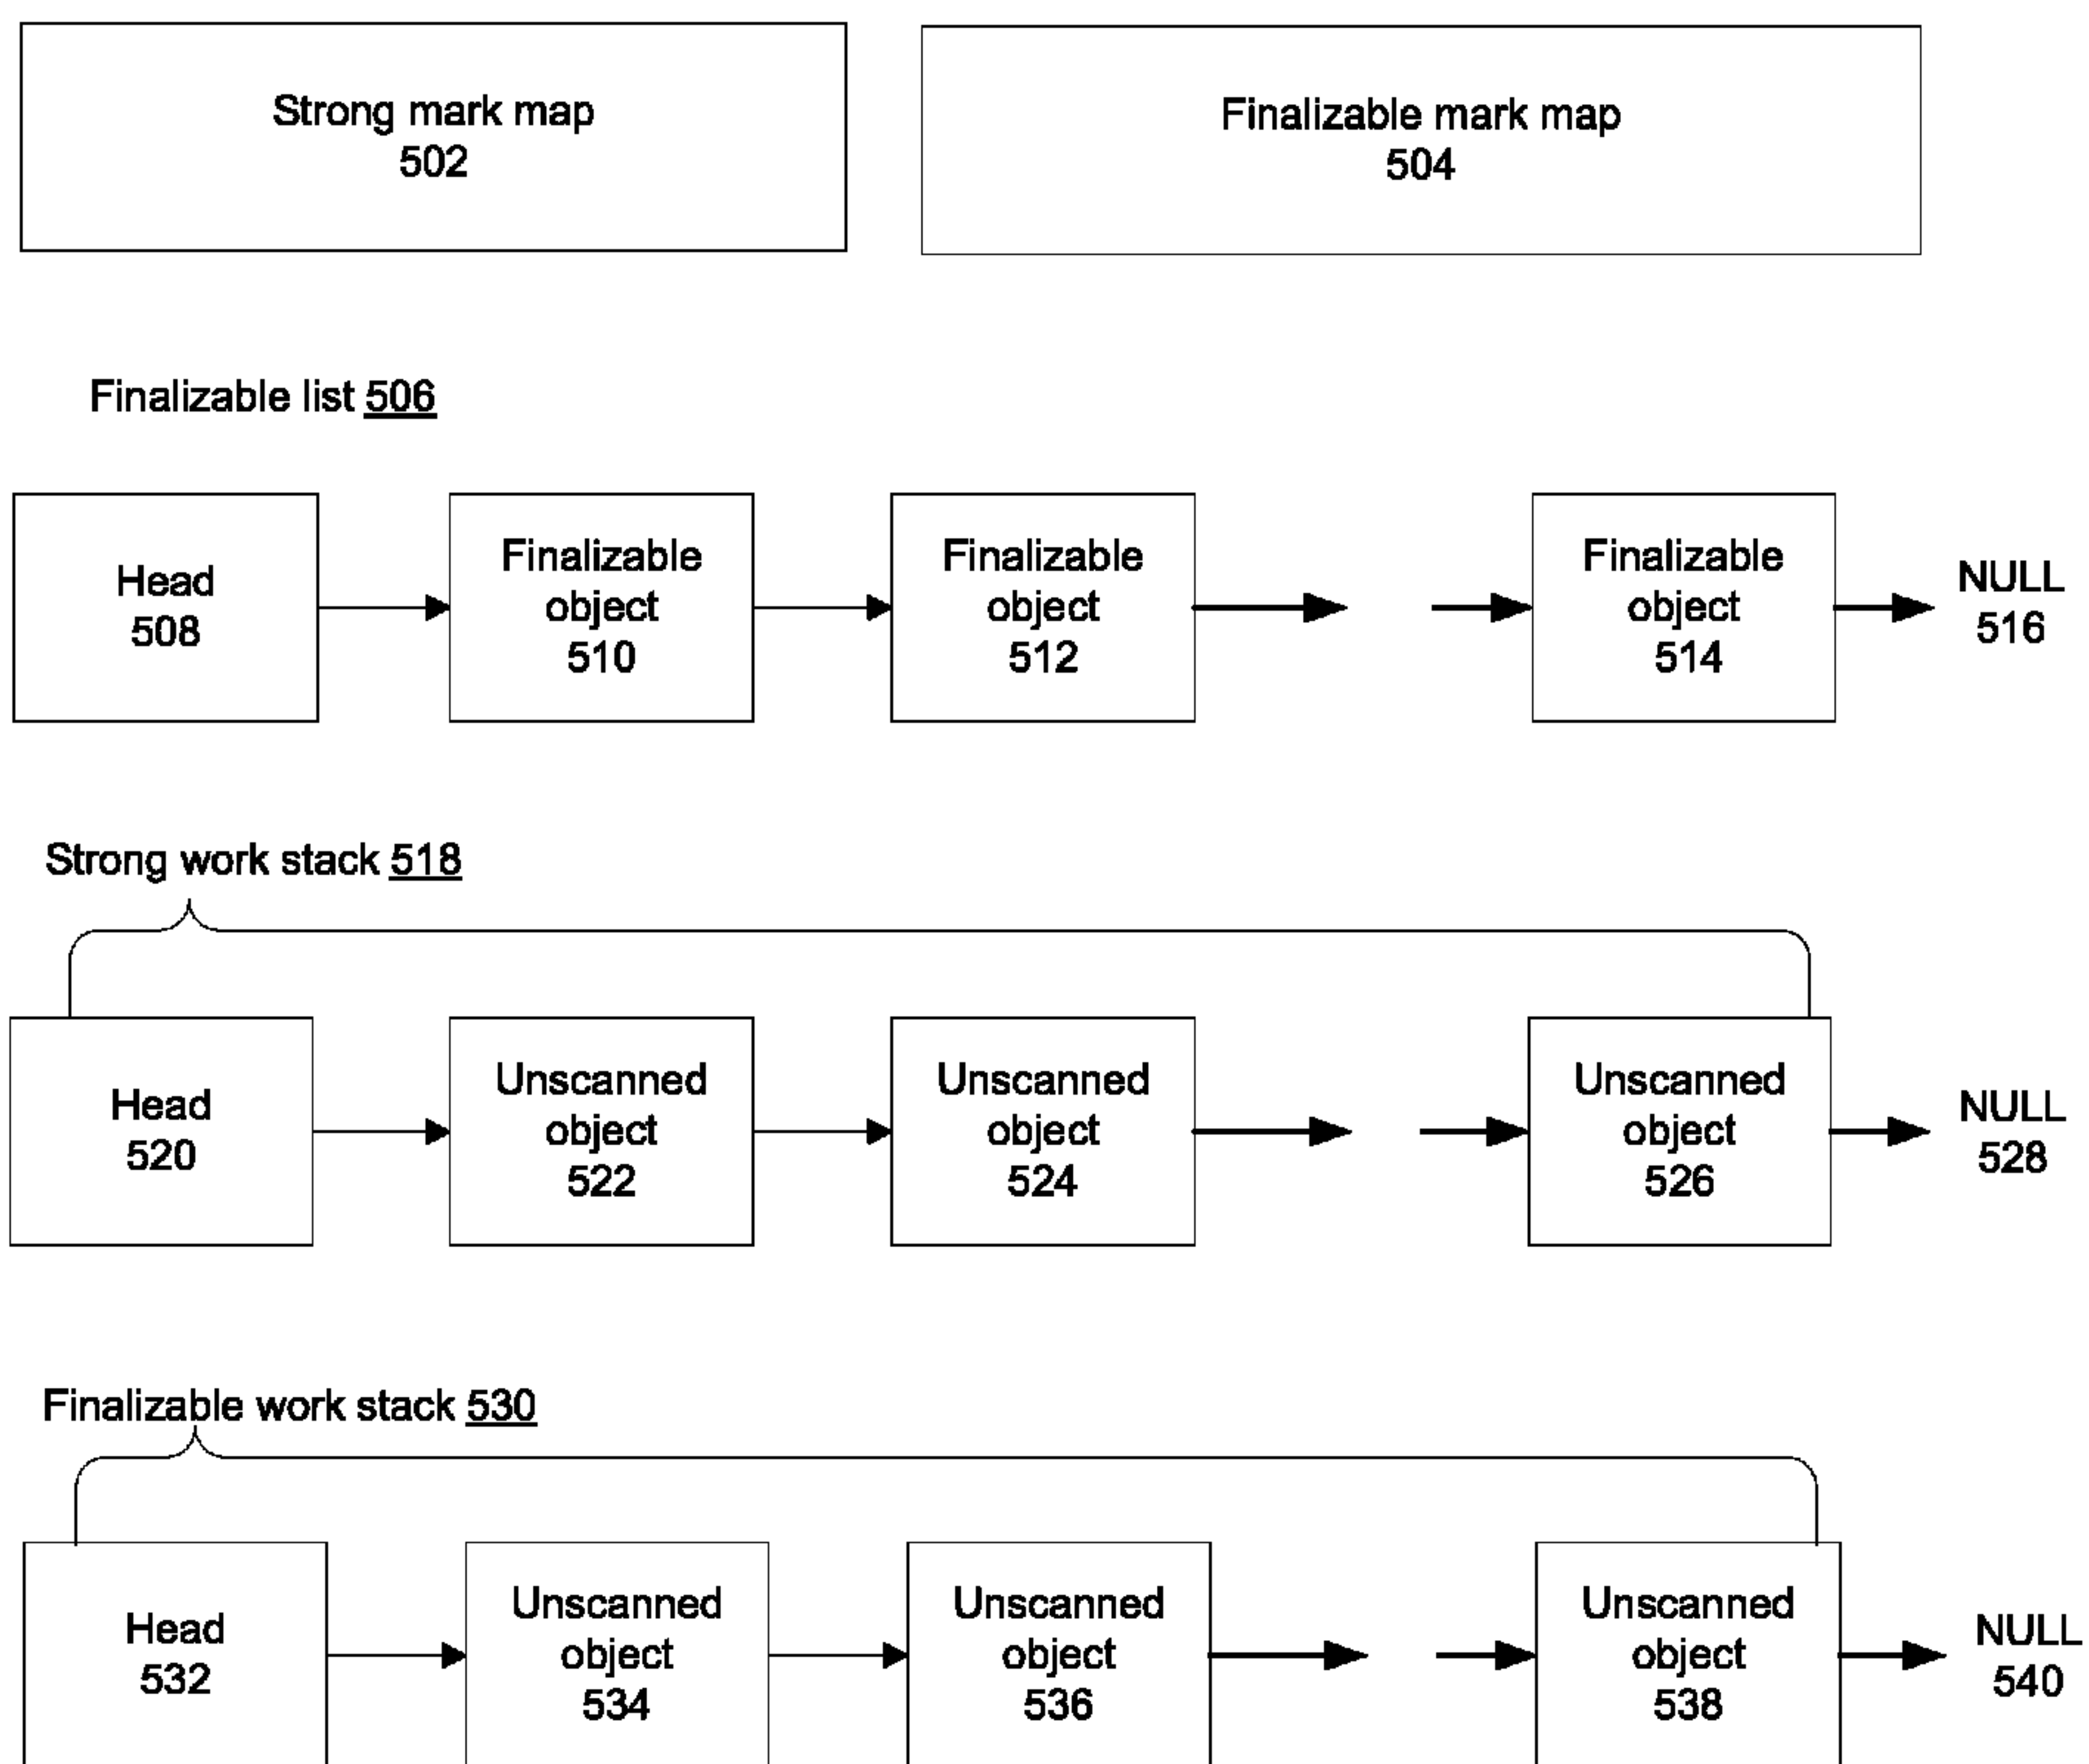 Strong mark map
502
Finalizable mark map
504
Finalizable list 506
Head
508
Finalizable
object
510
Finalizable
object
512
Finalizable
object
514
NULL
516
Strong work stack 518
Head
520
Unscanned
object
522
Unscanned
object
524
Unscanned
object
526
NULL
528
Finalizable work stack 530
Head
532
Unscanned
object
534
Unscanned
object
536
Unscanned
object
538
NULL
540